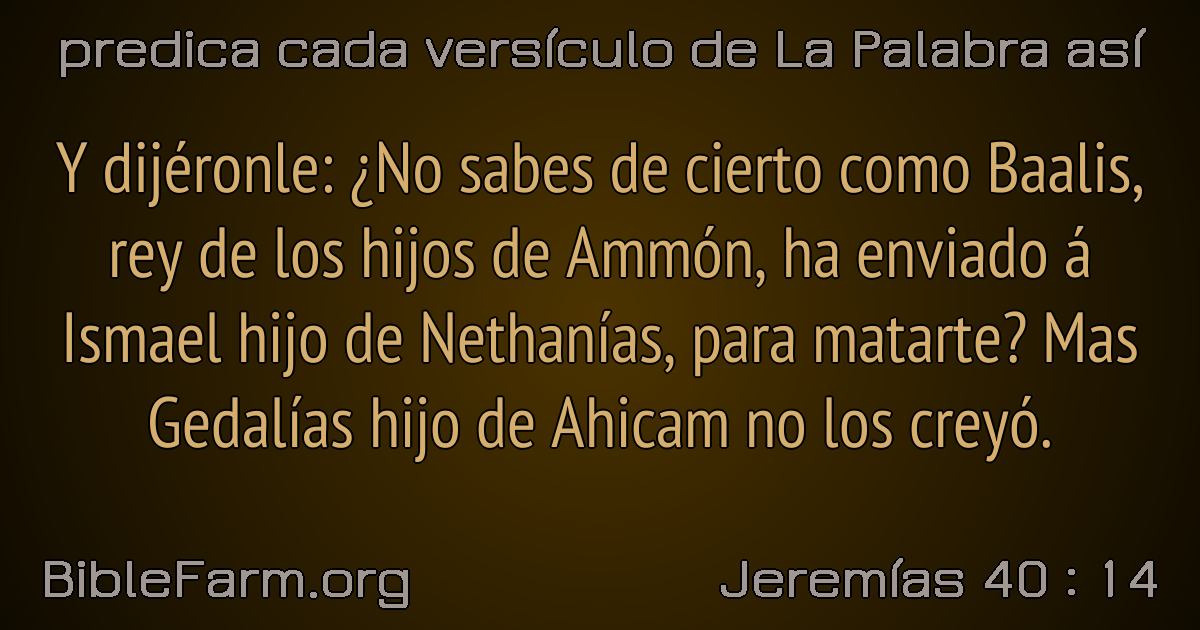 predica cada versículo de La Palabra así
Y dijéronle: ¿No sabes de cierto como Baalis,
rey de los hijos de Ammón, ha enviado á
Ismael hijo de Nethanías, para matarte? Mas
Gedalías hijo de Ahicam no los creyó.
BibleFarm.org
Jeremías 40 : 14